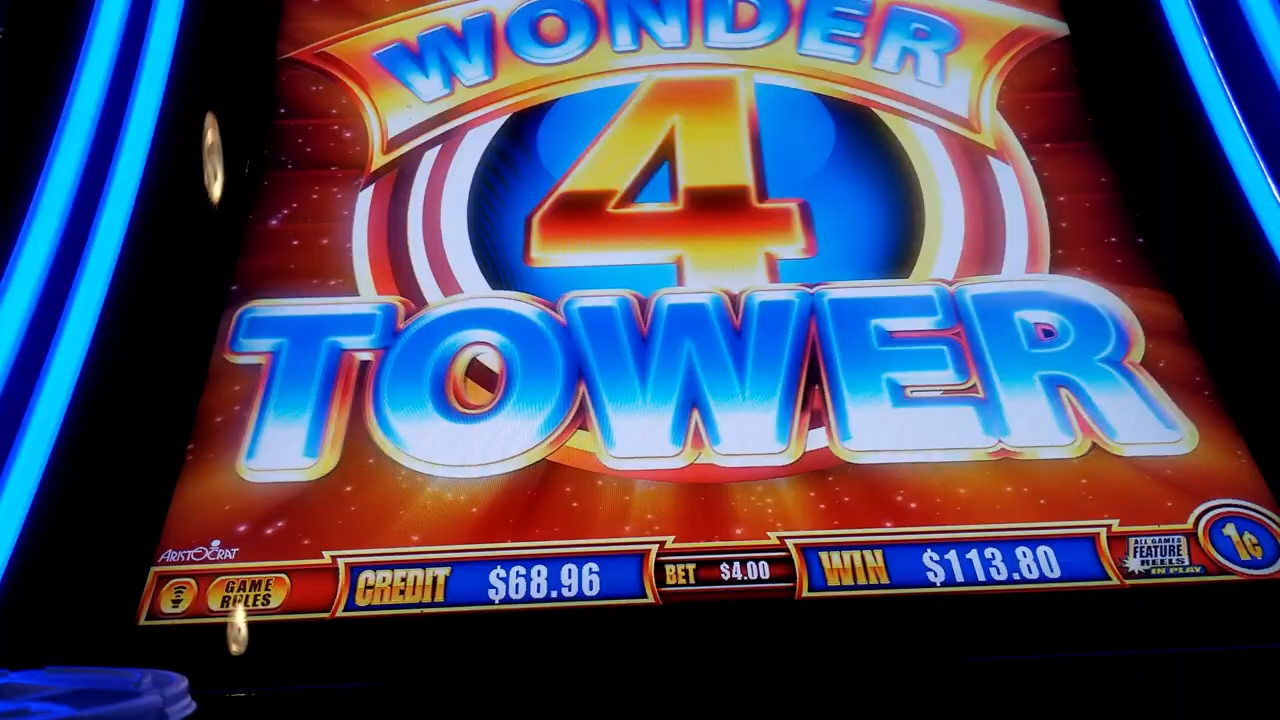 WONDER
4
TOWER
ARISTOCRAT
GAME RULES
CREDIT $68.96
BET $4.00
WIN $113.80
ALL GAMES
FEATURE
REELS
IN PLAY
1¢